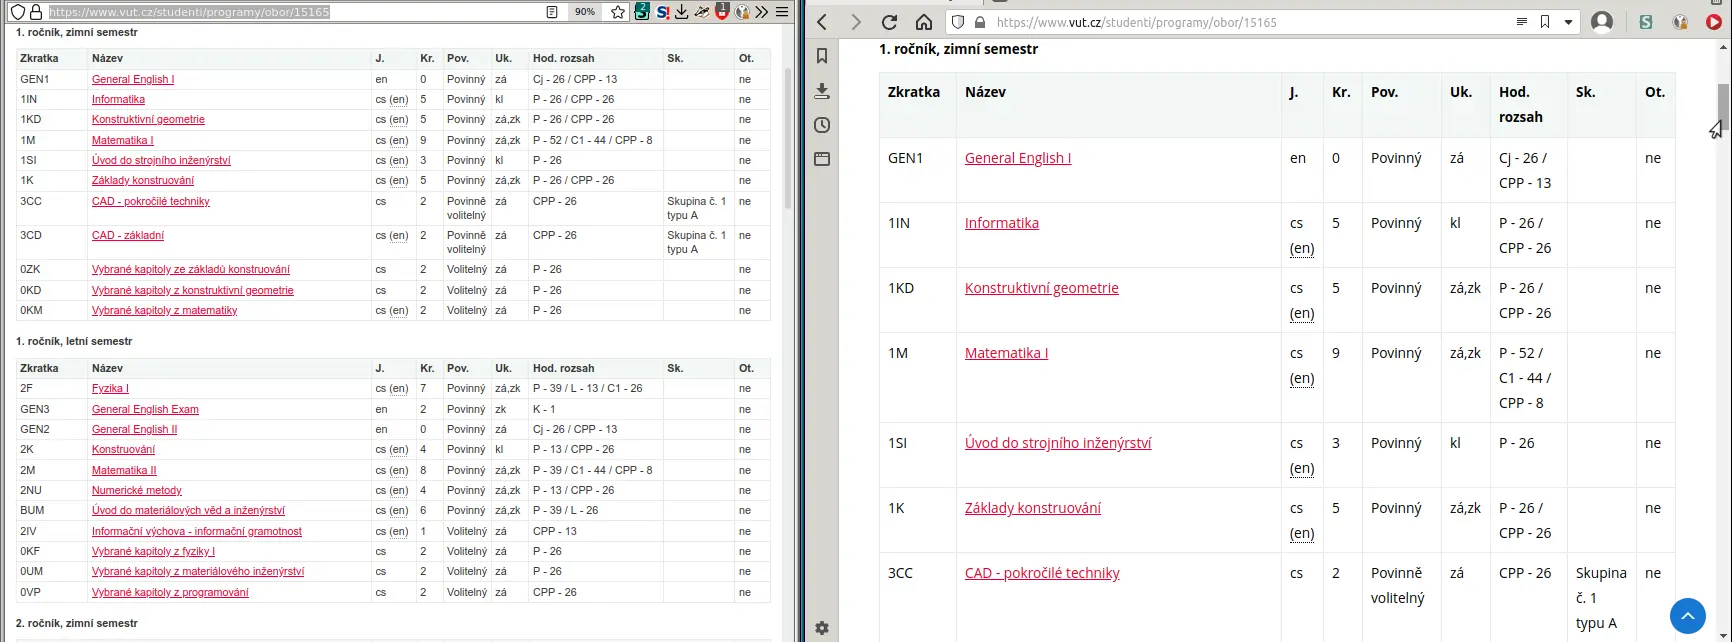 https://www.vut.cz/studenti/programy/obor/15165 90%
1. ročník, zimní semestr
Zkratka Název J. Kr. Pov. Uk. Hod. rozsah Sk. Ot.
GEN1 General English I en 0 Povinný zá Cj - 26 / CPP - 13 ne
1IN Informatika cs (en) 5 Povinný kl P - 26 / CPP - 26 ne
1KD Konstruktivní geometrie cs (en) 5 Povinný zá,zk P - 26 / CPP - 26 ne
1M Matematika I cs (en) 9 Povinný zá,zk P - 52 / C1 - 44 / CPP - 8 ne
1SI Úvod do strojního inženýrství cs (en) 3 Povinný kl P - 26 ne
1K Základy konstruování cs (en) 5 Povinný zá,zk P - 26 / CPP - 26 ne
3CC CAD - pokročilé techniky cs 2 Povinně zá CPP - 26 Skupina č. 1 ne
volitelný typu A
3CD CAD - základní cs (en) 2 Povinně zá CPP - 26 Skupina č. 1 ne
volitelný typu A
0ZK Vybrané kapitoly ze základů konstruování cs 2 Volitelný zá P - 26 ne
0KD Vybrané kapitoly z konstruktivní geometrie cs 2 Volitelný zá P - 26 ne
0KM Vybrané kapitoly z matematiky cs (en) 2 Volitelný zá P - 26 ne
1. ročník, letní semestr
Zkratka Název J. Kr. Pov. Uk. Hod. rozsah Sk. Ot.
2F Fyzika I cs (en) 7 Povinný zá,zk P - 39 / L - 13 / C1 - 26 ne
GEN3 General English Exam en 2 Povinný zk K - 1 ne
GEN2 General English II en 0 Povinný zá Cj - 26 / CPP - 13 ne
2K Konstruování cs (en) 4 Povinný kl P - 13 / CPP - 26 ne
2M Matematika II cs (en) 8 Povinný zá,zk P - 39 / C1 - 44 / CPP - 8 ne
2NU Numerické metody cs (en) 4 Povinný zá,zk P - 13 / CPP - 26 ne
BUM Úvod do materiálových věd a inženýrství cs (en) 6 Povinný zá,zk P - 39 / L - 26 ne
2IV Informační výchova - informační gramotnost cs (en) 1 Volitelný zá CPP - 13 ne
0KF Vybrané kapitoly z fyziky I cs 2 Volitelný zá P - 26 ne
0UM Vybrané kapitoly z materiálového inženýrství cs 2 Volitelný zá P - 26 ne
0VP Vybrané kapitoly z programování cs 2 Volitelný zá CPP - 26 ne
2. ročník, zimní semestr
https://www.vut.cz/studenti/programy/obor/15165
1. ročník, zimní semestr
Zkratka Název J. Kr. Pov. Uk. Hod. Sk. Ot.
rozsah
GEN1 General English I en 0 Povinný zá Cj - 26 / ne
CPP - 13
1IN Informatika cs 5 Povinný kl P - 26 / ne
(en) CPP - 26
1KD Konstruktivní geometrie cs 5 Povinný zá,zk P - 26 / ne
(en) CPP - 26
1M Matematika I cs 9 Povinný zá,zk P - 52 / ne
(en) C1 - 44 /
CPP - 8
1SI Úvod do strojního inženýrství cs 3 Povinný kl P - 26 ne
(en)
1K Základy konstruování cs 5 Povinný zá,zk P - 26 / ne
(en) CPP - 26
3CC CAD - pokročilé techniky cs 2 Povinně zá CPP - 26 Skupina ne
volitelný č. 1
typu A